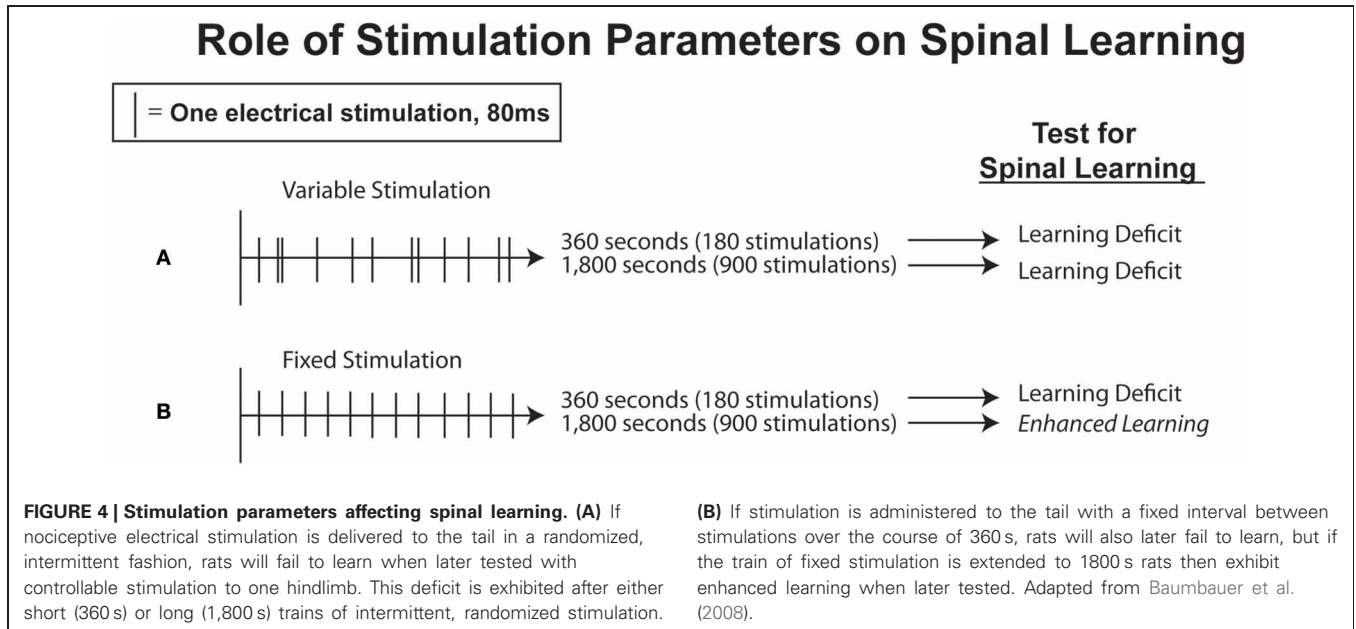 Role of Stimulation Parameters on Spinal Learning
| = One electrical stimulation, 80ms
Test for
Spinal Learning
Variable Stimulation
A
360 seconds (180 stimulations)
Learning Deficit
1,800 seconds (900 stimulations)
Learning Deficit
Fixed Stimulation
B
360 seconds (180 stimulations)
Learning Deficit
1,800 seconds (900 stimulations)
Enhanced Learning
FIGURE 4 | Stimulation parameters affecting spinal learning. (A) If
nociceptive electrical stimulation is delivered to the tail in a randomized,
intermittent fashion, rats will fail to learn when later tested with
controllable stimulation to one hindlimb. This deficit is exhibited after either
short (360 s) or long (1,800 s) trains of intermittent, randomized stimulation.
(B) If stimulation is administered to the tail with a fixed interval between
stimulations over the course of 360 s, rats will also later fail to learn, but if
the train of fixed stimulation is extended to 1800 s rats then exhibit
enhanced learning when later tested. Adapted from Baumbauer et al.
(2008).